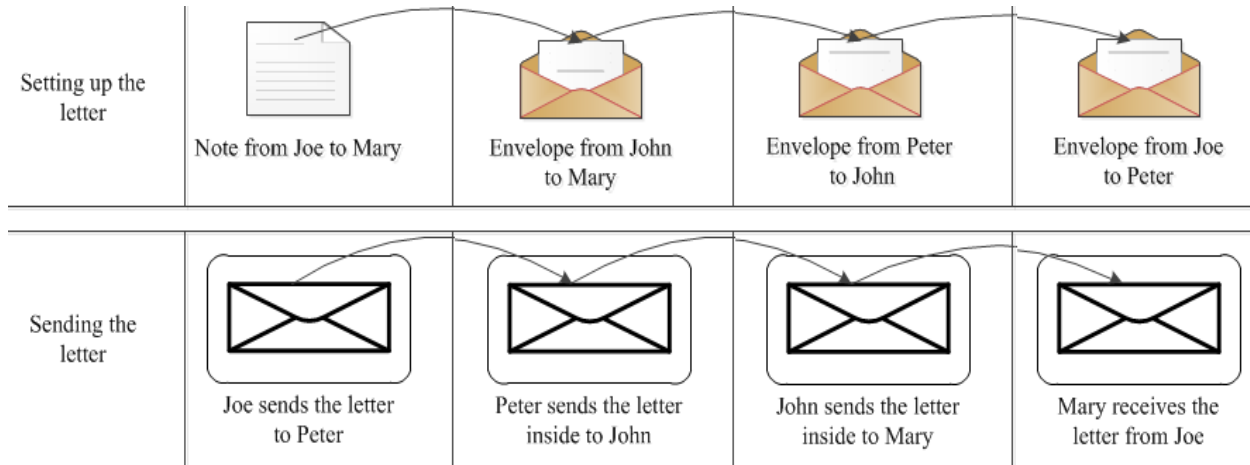 Setting up the
letter
Note from Joe to Mary
Envelope from John
to Mary
Envelope from Peter
to John
Envelope from Joe
to Peter
Sending the
letter
Joe sends the letter
to Peter
Peter sends the letter
inside to John
John sends the letter
inside to Mary
Mary receives the
letter from Joe